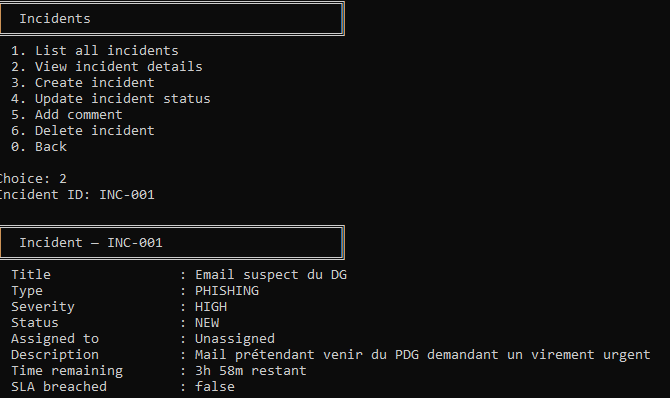 Incidents
1. List all incidents
2. View incident details
3. Create incident
4. Update incident status
5. Add comment
6. Delete incident
0. Back
Choice: 2
Incident ID: INC-001
Incident — INC-001
Title : Email suspect du DG
Type : PHISHING
Severity : HIGH
Status : NEW
Assigned to : Unassigned
Description : Mail prétendant venir du PDG demandant un virement urgent
Time remaining : 3h 58m restant
SLA breached : false